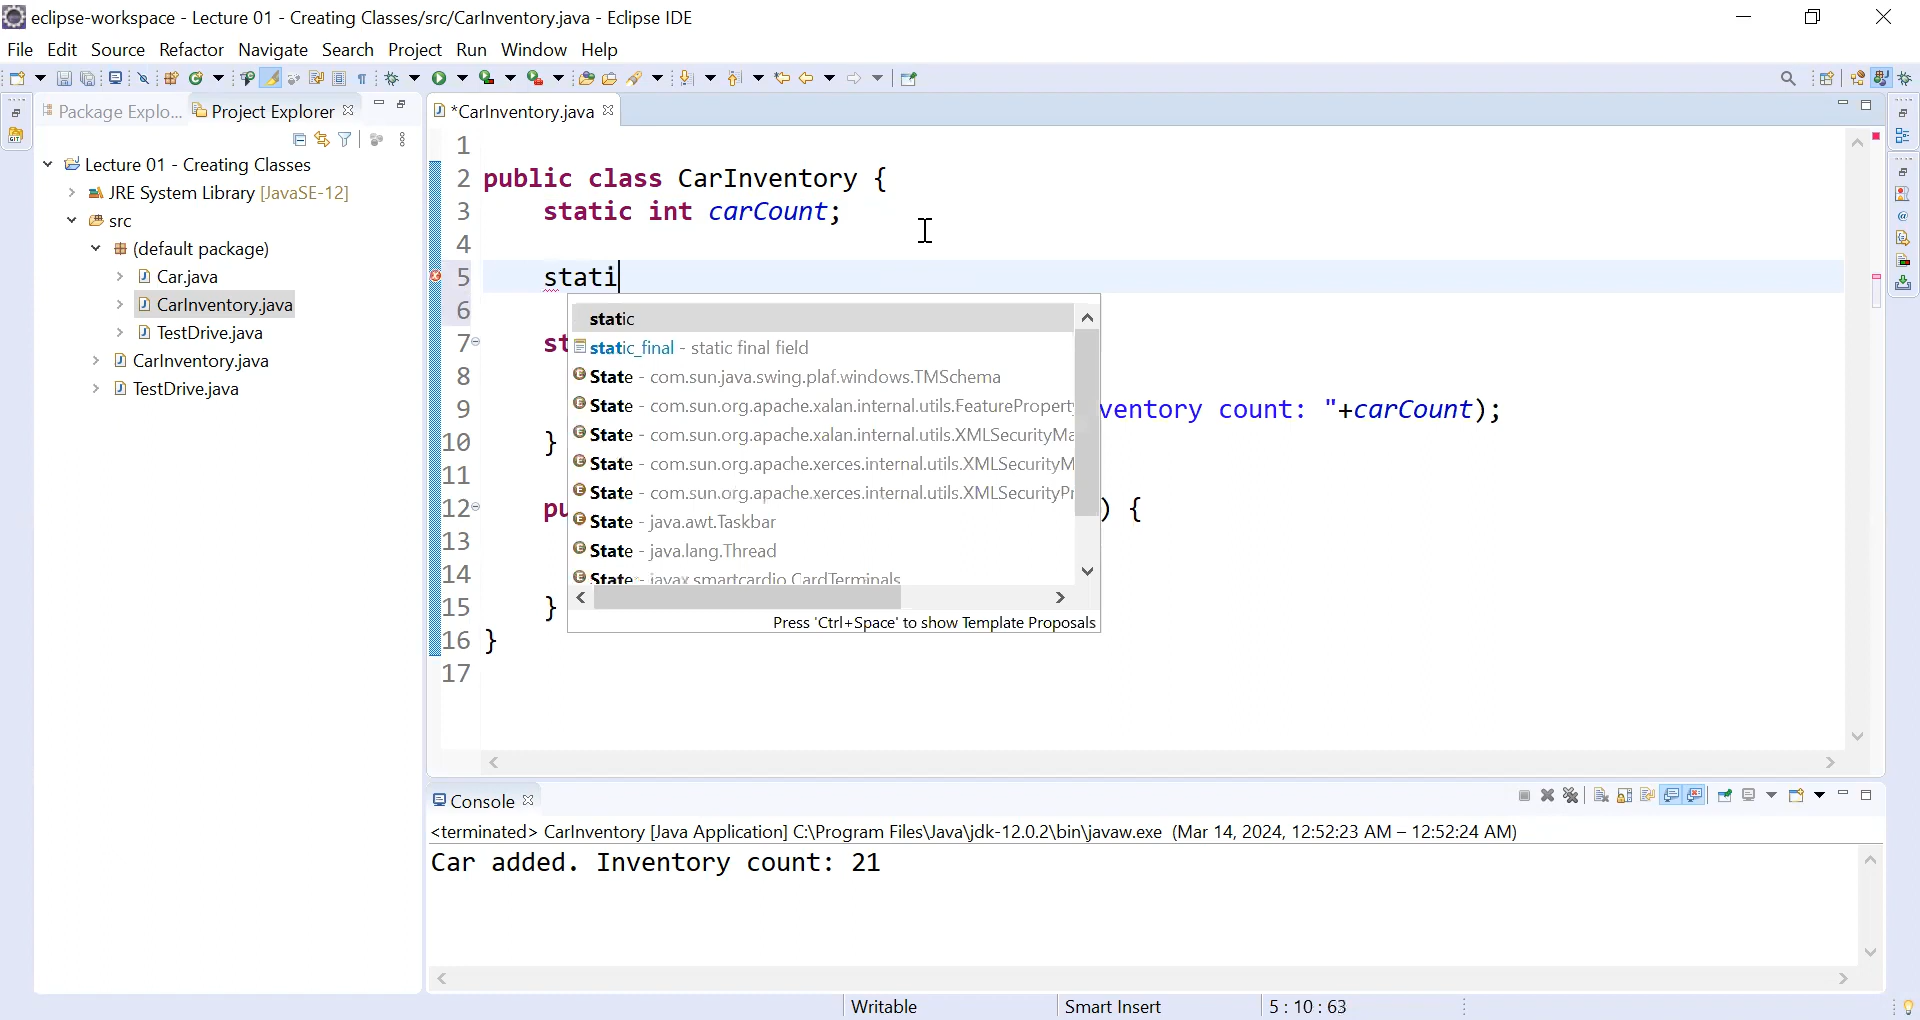 eclipse-workspace - Lecture 01 - Creating Classes/src/CarInventory.java - Eclipse IDE
File Edit Source Refactor Navigate Search Project Run Window Help
Package Explo... Project Explorer
*CarInventory.java
Lecture 01 - Creating Classes
JRE System Library [JavaSE-12]
src
(default package)
Car.java
CarInventory.java
TestDrive.java
CarInventory.java
TestDrive.java
1
2 public class CarInventory {
3 static int carCount;
4
5 stati
6
7 st
8
9 ventory count: "+carCount);
10 }
11
12 pu ) {
13
14
15 }
16 }
17
static
static_final - static final field
State - com.sun.java.swing.plaf.windows.TMSchema
State - com.sun.org.apache.xalan.internal.utils.FeaturePropert
State - com.sun.org.apache.xalan.internal.utils.XMLSecurityMa
State - com.sun.org.apache.xerces.internal.utils.XMLSecurityM
State - com.sun.org.apache.xerces.internal.utils.XMLSecurityPr
State - java.awt.Taskbar
State - java.lang.Thread
State - javax.smartcardio.CardTerminals
Press 'Ctrl+Space' to show Template Proposals
Console
<terminated> CarInventory [Java Application] C:\Program Files\Java\jdk-12.0.2\bin\javaw.exe (Mar 14, 2024, 12:52:23 AM – 12:52:24 AM)
Car added. Inventory count: 21
Writable Smart Insert 5 : 10 : 63